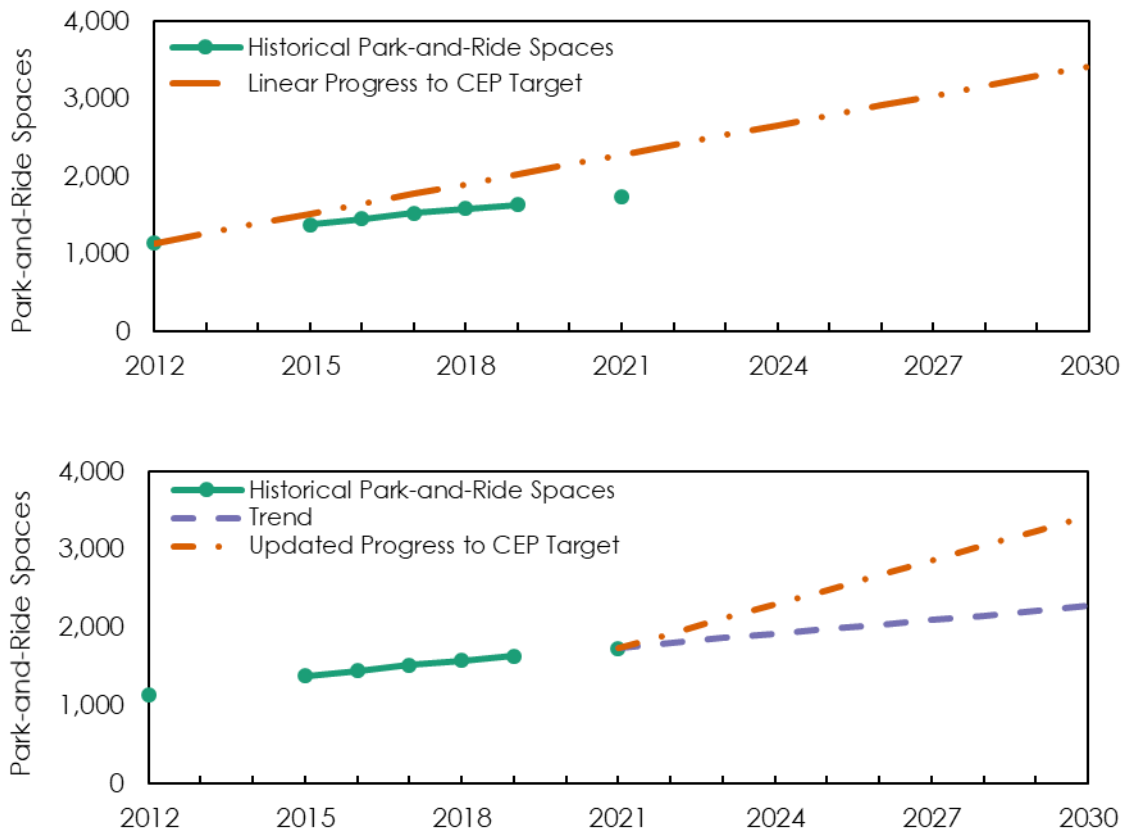 4,000
Historical Park-and-Ride Spaces
Linear Progress to CEP Target
3,000
2,000
1,000
0
Park-and-Ride Spaces
2012 2015 2018 2021 2024 2027 2030
4,000
Historical Park-and-Ride Spaces
Trend
Updated Progress to CEP Target
3,000
2,000
1,000
0
Park-and-Ride Spaces
2012 2015 2018 2021 2024 2027 2030